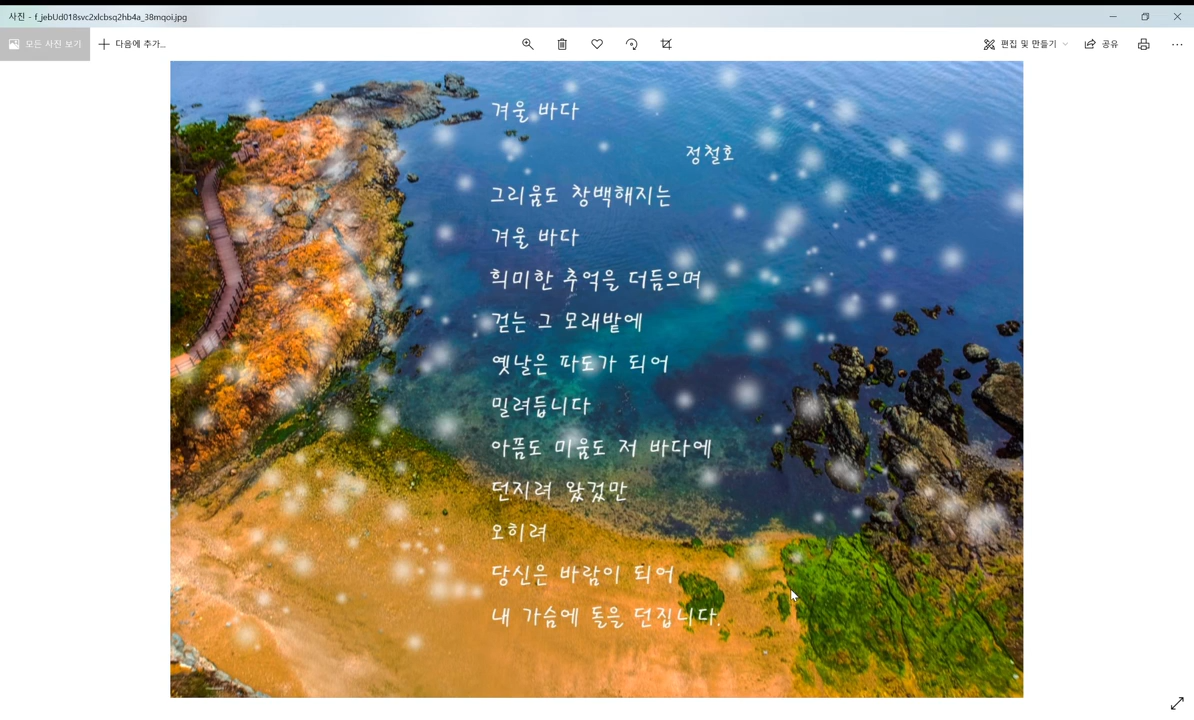 사진 - f_jebUd018svc2xlcbsq2hb4a_38mqoi.jpg
모든 사진 보기
다음에 추가...
편집 및 만들기
공유
겨울 바다
정철호
그리움도 창백해지는
겨울 바다
희미한 추억을 더듬으며
걷는 그 모래밭에
옛날은 파도가 되어
밀려듭니다
아픔도 미움도 저 바다에
던지려 왔것만
오히려
당신은 바람이 되어
내 가슴에 돌을 던집니다.